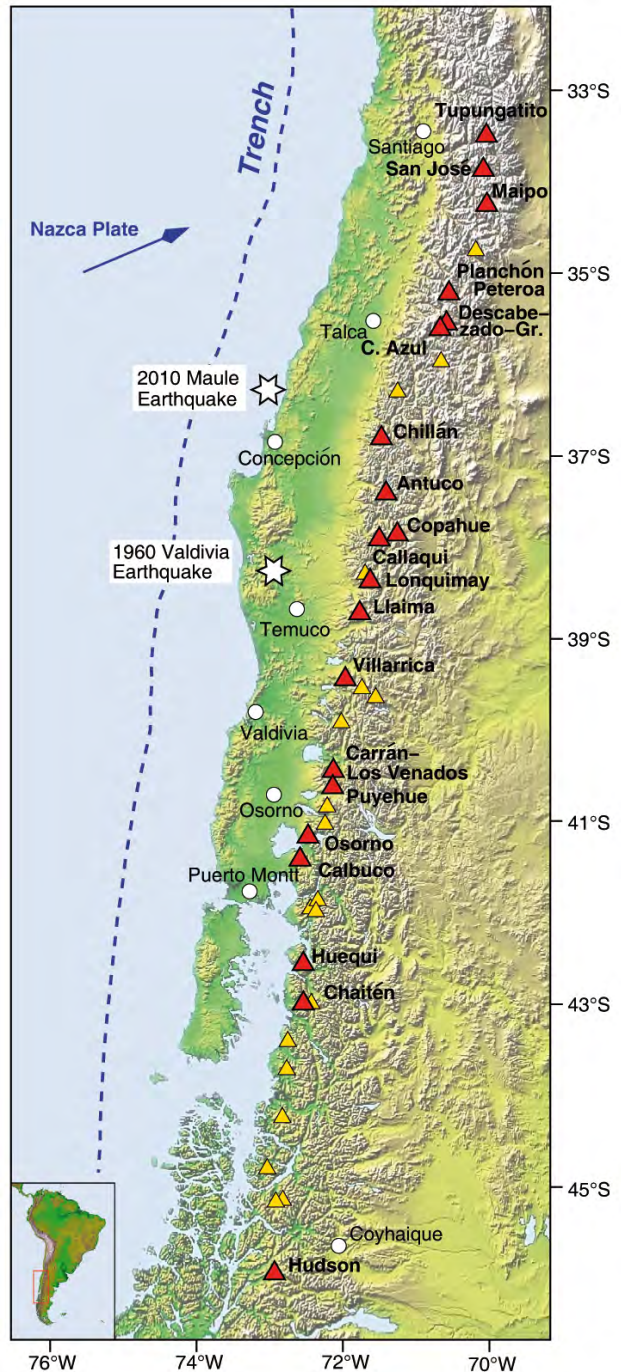 33°S
Tupungatito
Santiago
San José
Maipo
Trench
Nazca Plate
35°S
Planchón
Peteroa
Descabe-
zado-Gr.
Talca
C. Azul
2010 Maule
Earthquake
Chillán
37°S
Concepción
Antuco
Copahue
1960 Valdivia
Earthquake
Callaqui
Lonquimay
Llaima
Temuco
39°S
Villarrica
Valdivia
Carrán-
Los Venados
Puyehue
Osorno
41°S
Osorno
Calbuco
Puerto Montt
Huequi
Chaitén
43°S
45°S
Coyhaique
Hudson
76°W
74°W
72°W
70°W